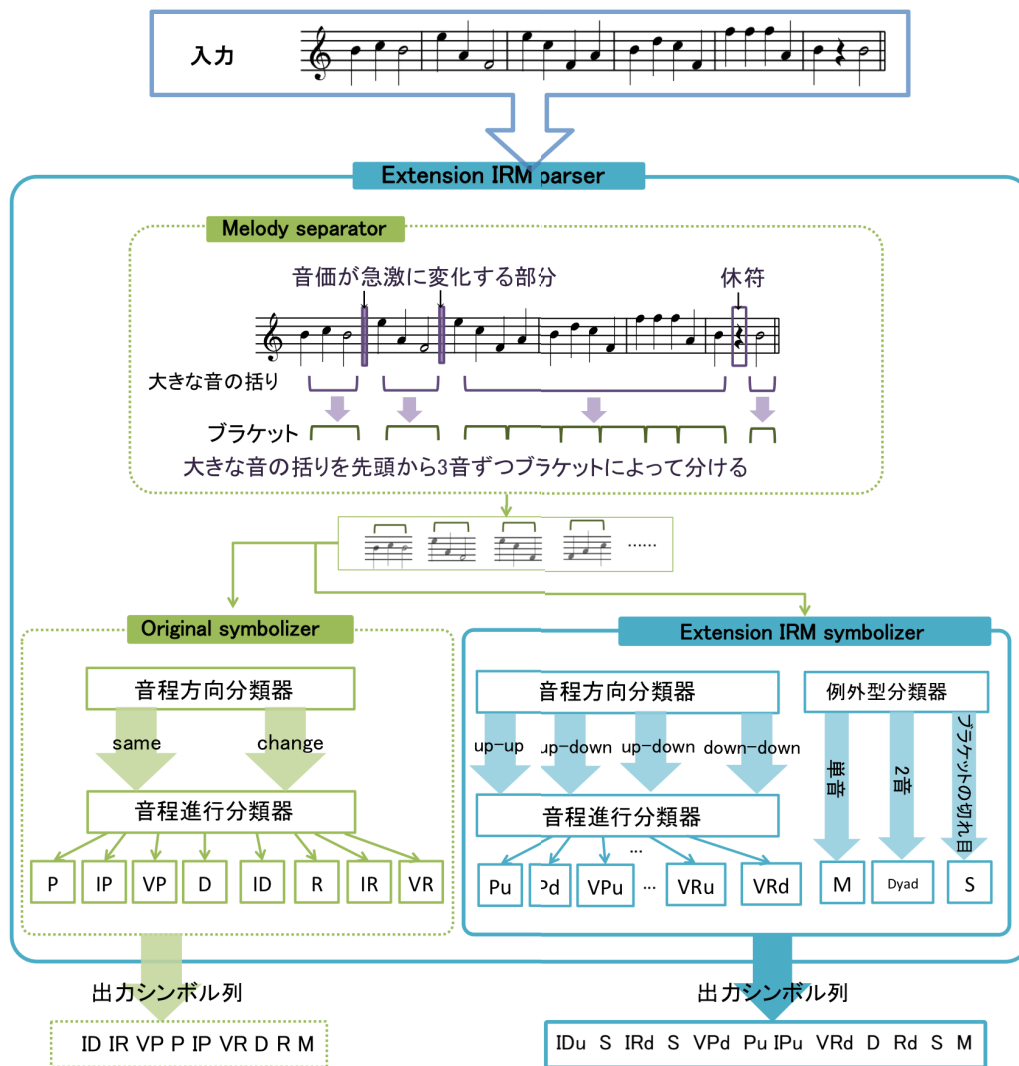 入力
Extension IRM parser
Melody separator
音価が急激に変化する部分
休符
大きな音の括り
ブラケット
大きな音の括りを先頭から3音ずつブラケットによって分ける
......
Original symbolizer
音程方向分類器
same
change
音程進行分類器
P IP VP D ID R IR VR
出力シンボル列
ID IR VP P IP VR D R M
Extension IRM symbolizer
音程方向分類器
up-up up-down up-down down-down
音程進行分類器
...
Pu Pd VPu ... VRu VRd
例外型分類器
単音
2音
ブラケットの切れ目
M Dyad S
出力シンボル列
IDu S IRd S VPd Pu IPu VRd D Rd S M